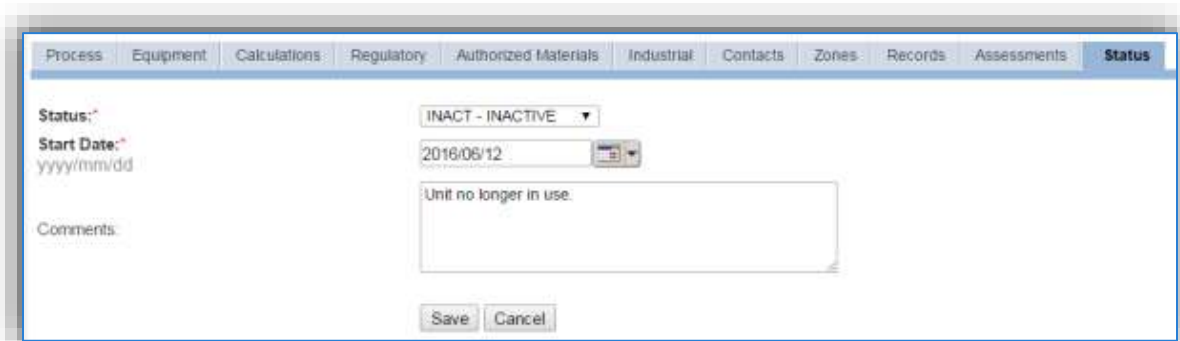 Process Equipment Calculations Regulatory Authorized Materials Industrial Contacts Zones Records Assessments Status
Status:* INACT - INACTIVE
Start Date:* 2016/06/12
yyyy/mm/dd
Unit no longer in use.
Comments:
Save Cancel